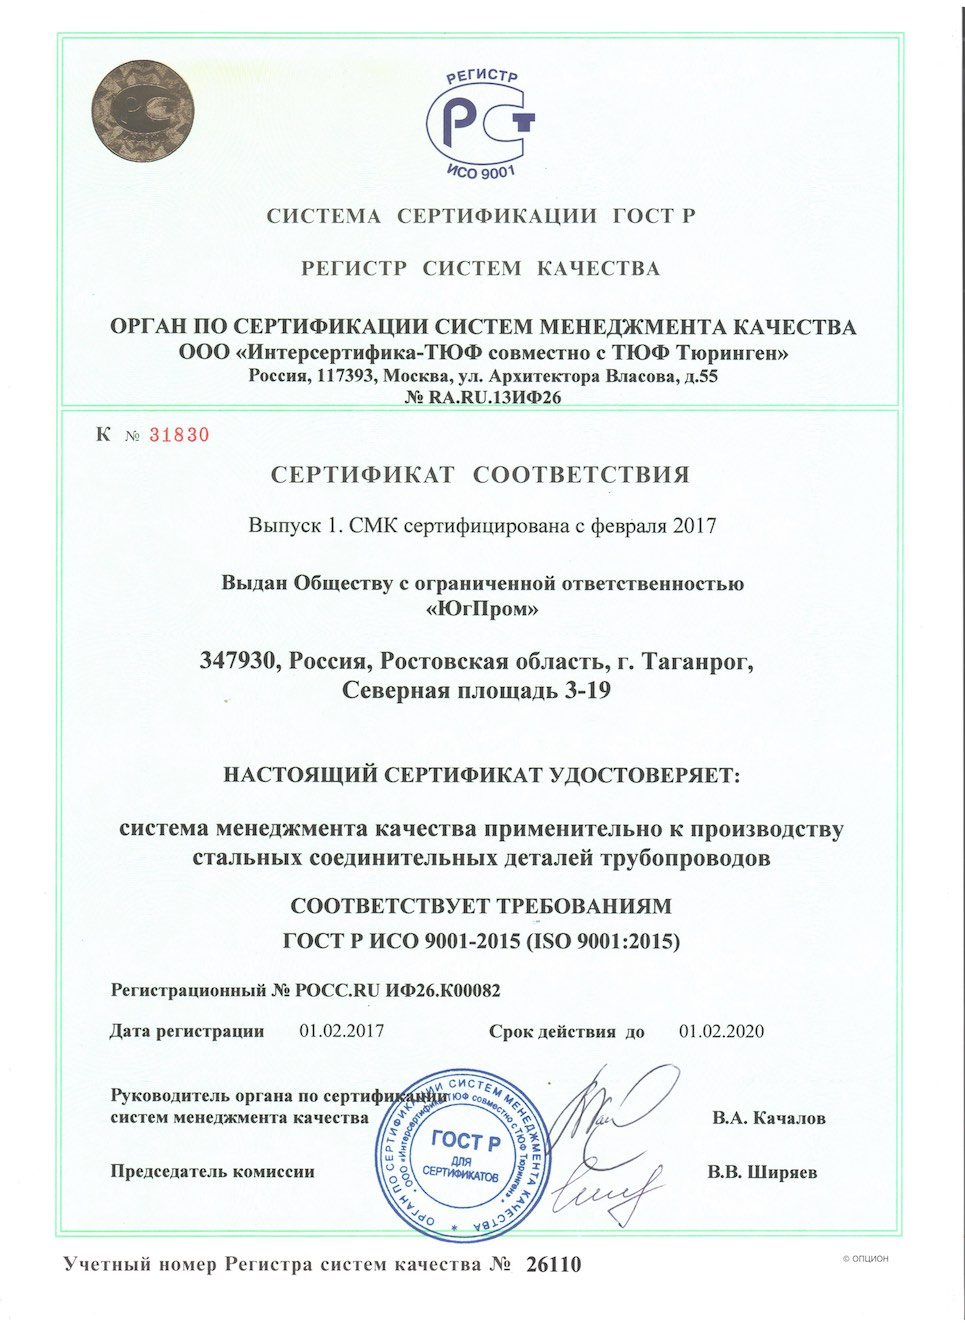 РЕГИСТР
РСТ
ИСО 9001
СИСТЕМА СЕРТИФИКАЦИИ ГОСТ Р
РЕГИСТР СИСТЕМ КАЧЕСТВА
ОРГАН ПО СЕРТИФИКАЦИИ СИСТЕМ МЕНЕДЖМЕНТА КАЧЕСТВА
ООО «Интерсертифика-ТЮФ совместно с ТЮФ Тюринген»
Россия, 117393, Москва, ул. Архитектора Власова, д.55
№ RA.RU.13ИФ26
К № 31830
СЕРТИФИКАТ СООТВЕТСТВИЯ
Выпуск 1. СМК сертифицирована с февраля 2017
Выдан Обществу с ограниченной ответственностью
«ЮгПром»
347930, Россия, Ростовская область, г. Таганрог,
Северная площадь 3-19
НАСТОЯЩИЙ СЕРТИФИКАТ УДОСТОВЕРЯЕТ:
система менеджмента качества применительно к производству
стальных соединительных деталей трубопроводов
СООТВЕТСТВУЕТ ТРЕБОВАНИЯМ
ГОСТ Р ИСО 9001-2015 (ISO 9001:2015)
Регистрационный № РОСС.RU ИФ26.К00082
Дата регистрации 01.02.2017 Срок действия до 01.02.2020
Руководитель органа по сертификации
систем менеджмента качества В.А. Качалов
Председатель комиссии В.В. Ширяев
ОРГАН ПО СЕРТИФИКАЦИИ СИСТЕМ МЕНЕДЖМЕНТА КАЧЕСТВА *
ООО «Интерсертифика-ТЮФ совместно с ТЮФ Тюринген»
ГОСТ Р
ДЛЯ
СЕРТИФИКАТОВ
Учетный номер Регистра систем качества № 26110
© ОПЦИОН